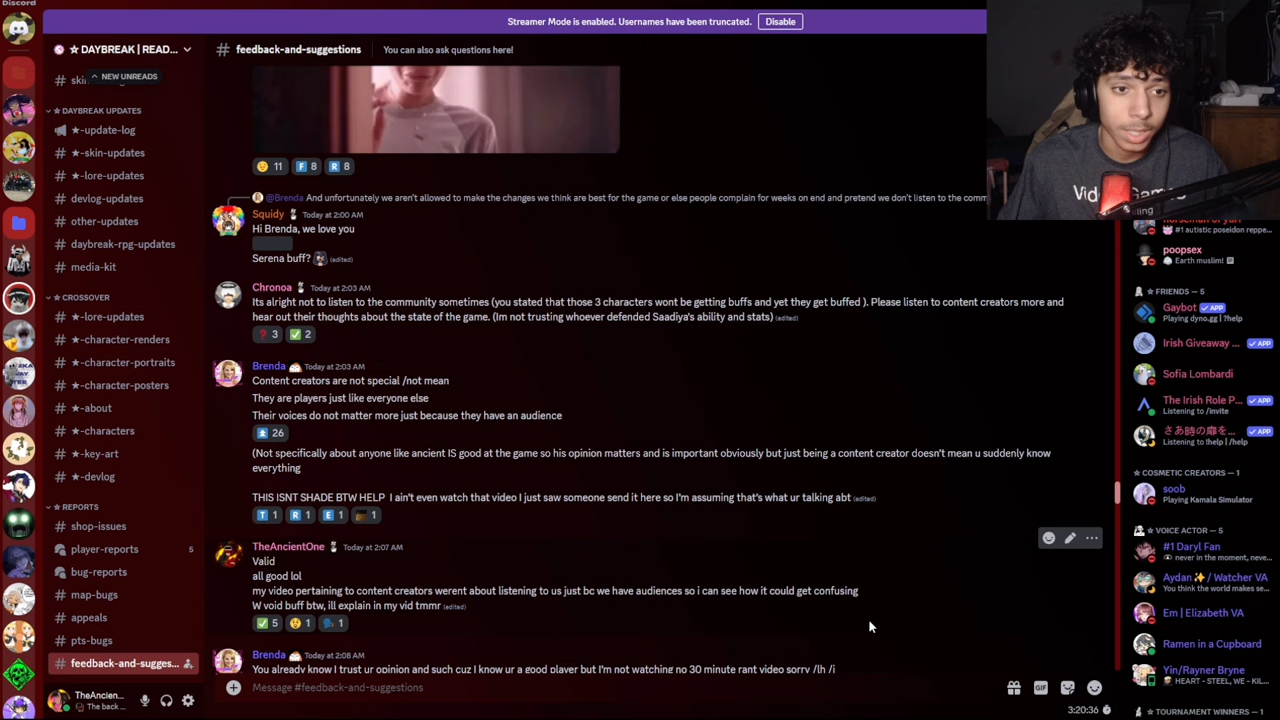 Discord
Streamer Mode is enabled. Usernames have been truncated.
Disable
★ DAYBREAK | READ...
# feedback-and-suggestions
You can also ask questions here!
NEW UNREADS
★ DAYBREAK UPDATES
★-update-log
# ★-skin-updates
# ★-lore-updates
# devlog-updates
# other-updates
# daybreak-rpg-updates
# media-kit
★ CROSSOVER
# ★-lore-updates
# ★-character-renders
# ★-character-portraits
# ★-character-posters
# ★-about
# ★-characters
# ★-key-art
# ★-devlog
★ REPORTS
# shop-issues
player-reports 5
bug-reports
# map-bugs
# appeals
# pts-bugs
# feedback-and-sugges...
TheAncien...
The back
11 F 8 R 8
@Brenda And unfortunately we aren't allowed to make the changes we think are best for the game or else people complain for weeks on end and pretend we don't listen to the comm
Squidy Today at 2:00 AM
Hi Brenda, we love you
Serena buff? (edited)
Chronoa Today at 2:03 AM
Its alright not to listen to the community sometimes (you stated that those 3 characters wont be getting buffs and yet they get buffed ). Please listen to content creators more and
hear out their thoughts about the state of the game. (Im not trusting whoever defended Saadiya's ability and stats) (edited)
❓ 3 ✅ 2
Brenda Today at 2:03 AM
Content creators are not special /not mean
They are players just like everyone else
Their voices do not matter more just because they have an audience
26
(Not specifically about anyone like ancient IS good at the game so his opinion matters and is important obviously but just being a content creator doesn't mean u suddenly know
everything
THIS ISNT SHADE BTW HELP I ain't even watch that video I just saw someone send it here so I'm assuming that's what ur talking abt (edited)
T 1 R 1 E 1 1
TheAncientOne Today at 2:07 AM
Valid
all good lol
my video pertaining to content creators werent about listening to us just bc we have audiences so i can see how it could get confusing
W void buff btw, ill explain in my vid tmmr (edited)
✅ 5 1 1
Brenda Today at 2:08 AM
You already know I trust ur opinion and such cuz I know ur a good player but I'm not watching no 30 minute rant video sorry /lh /j
Message #feedback-and-suggestions
GIF
3:20:36
#1 autistic poseidon reppe...
poopsex
Earth muslim!
FRIENDS — 5
Gaybot APP
Playing dyno.gg | ?help
Irish Giveaway ... APP
Sofia Lombardi
The Irish Role P... APP
Listening to /invite
さあ時の扉を... APP
Listening to !help | /help
COSMETIC CREATORS — 1
soob
Playing Kamala Simulator
VOICE ACTOR — 5
#1 Daryl Fan
never in the moment, neve...
Aydan✨ / Watcher VA
You think the world makes se...
Em | Elizabeth VA
Ramen in a Cupboard
Yin/Rayner Bryne
HEART - STEEL, WE - KIL...
★ TOURNAMENT WINNERS — 1